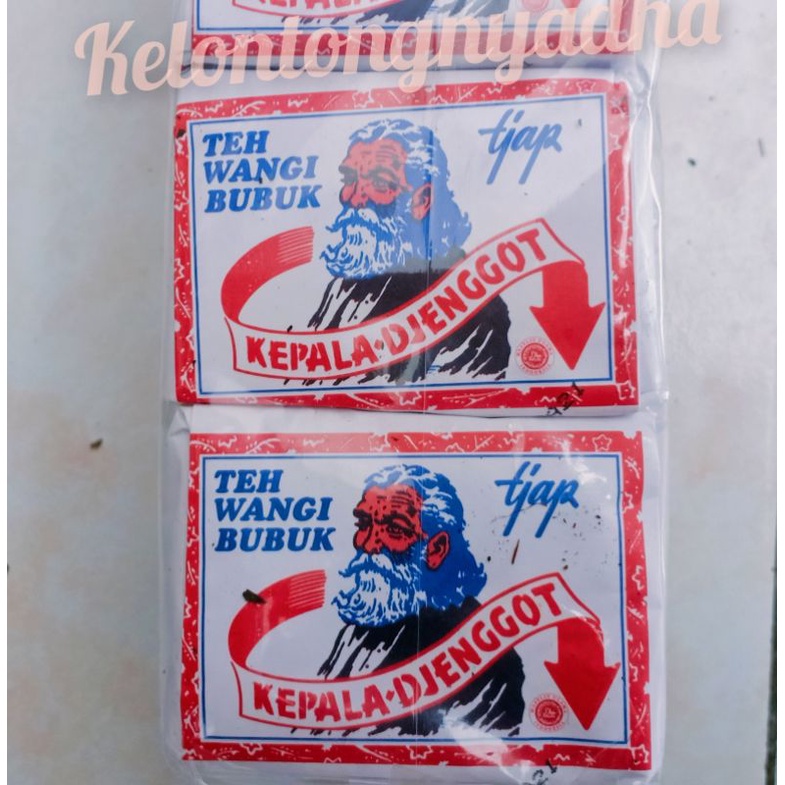 Kelontongnyadha
TEH
WANGI
BUBUK
tjap
KEPALA·DJENGGOT
TEH
WANGI
BUBUK
tjap
KEPALA·DJENGGOT